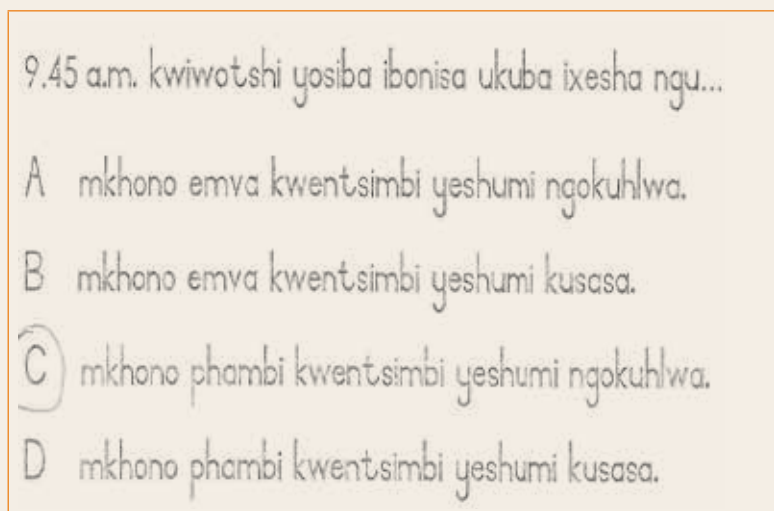 9.45 a.m. kwiwotshi yosiba ibonisa ukuba ixesha ngu...
A mkhono emva kwentsimbi yeshumi ngokuhlwa.
B mkhono emva kwentsimbi yeshumi kusasa.
C mkhono phambi kwentsimbi yeshumi ngokuhlwa.
D mkhono phambi kwentsimbi yeshumi kusasa.